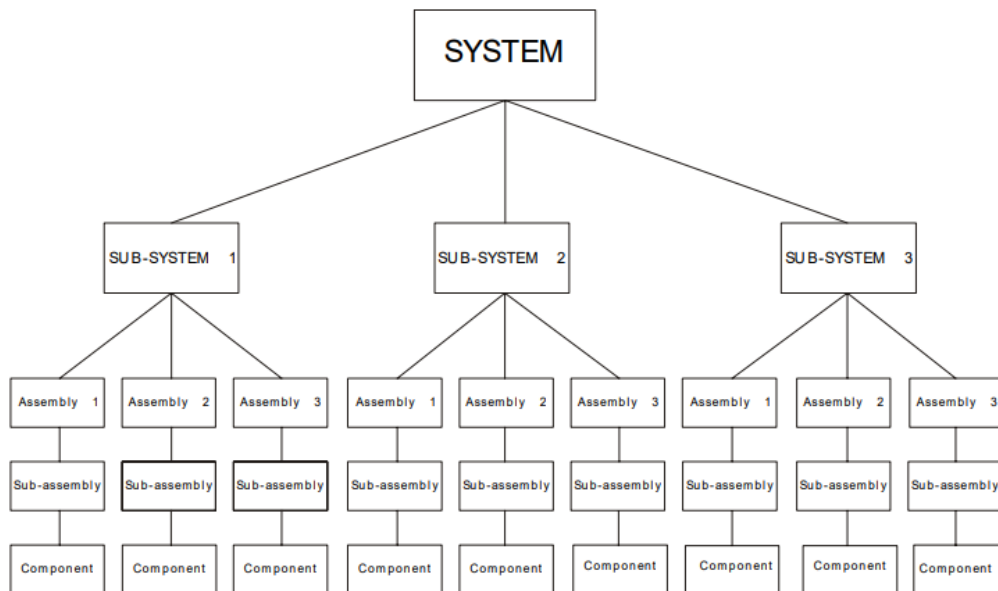 SYSTEM
SUB-SYSTEM 1 SUB-SYSTEM 2 SUB-SYSTEM 3
Assembly 1 Assembly 2 Assembly 3 Assembly 1 Assembly 2 Assembly 3 Assembly 1 Assembly 2 Assembly 3
Sub-assembly Sub-assembly Sub-assembly Sub-assembly Sub-assembly Sub-assembly Sub-assembly Sub-assembly Sub-assembly
Component Component Component Component Component Component Component Component Component